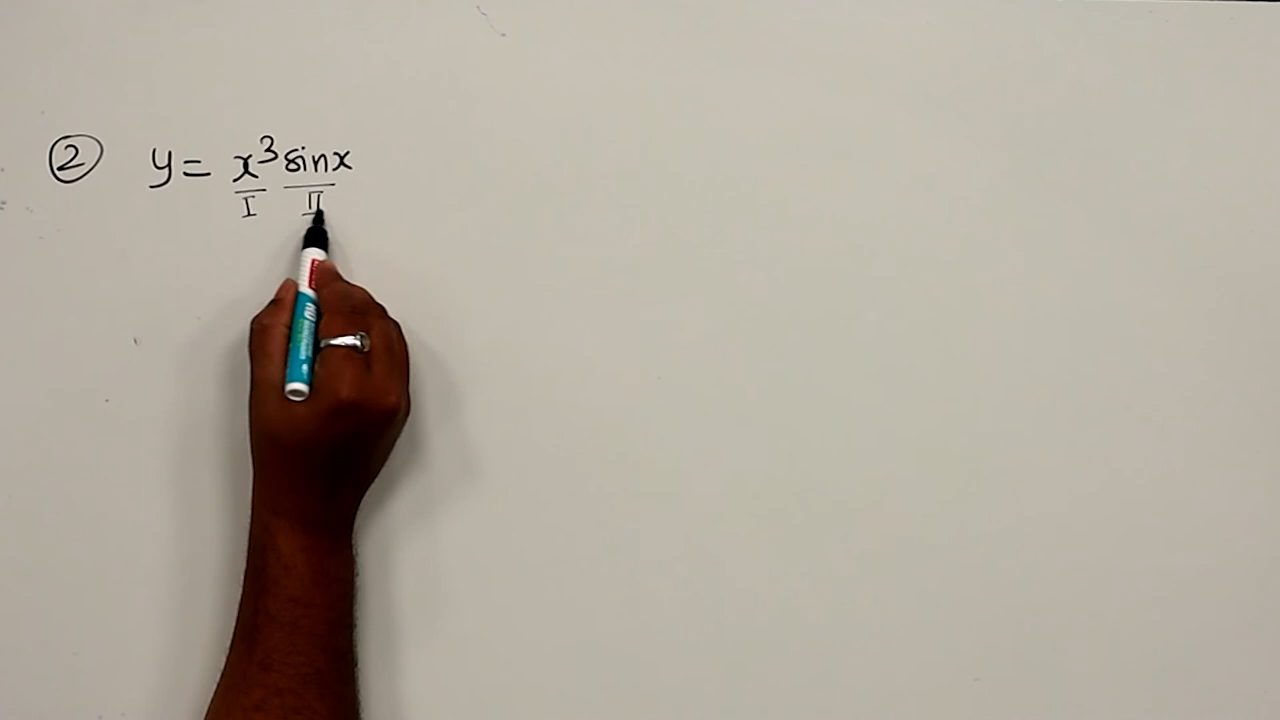 ② y = x³ sinx
I II